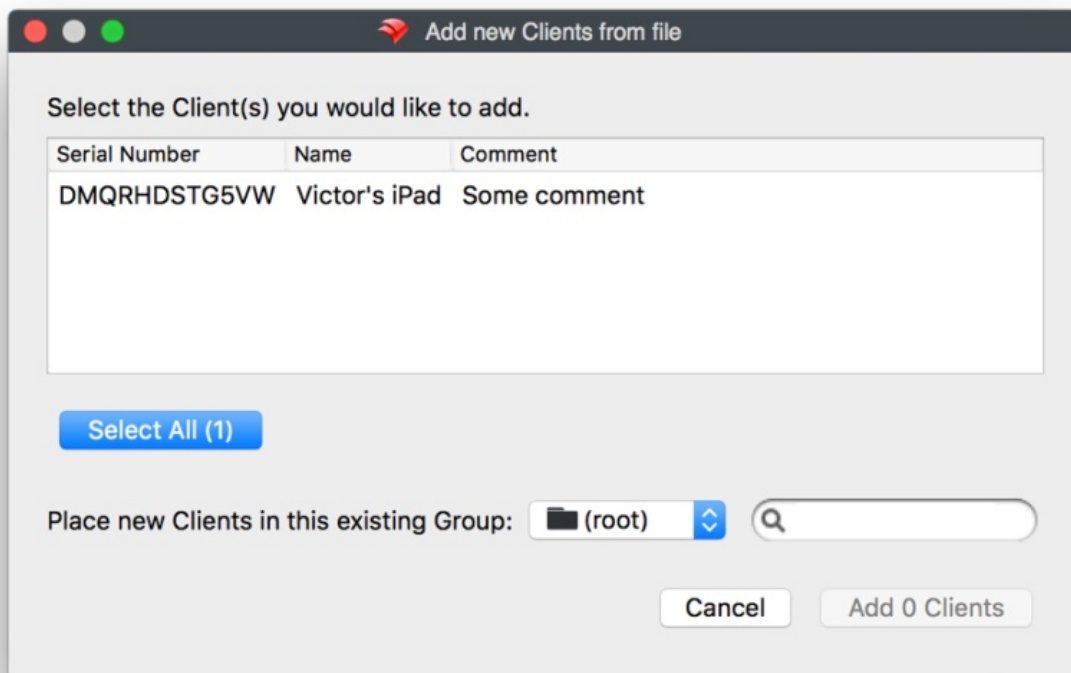 Add new Clients from file
Select the Client(s) you would like to add.
Serial Number Name Comment
DMQRHDSTG5VW Victor's iPad Some comment
Select All (1)
Place new Clients in this existing Group: (root)
Cancel Add 0 Clients